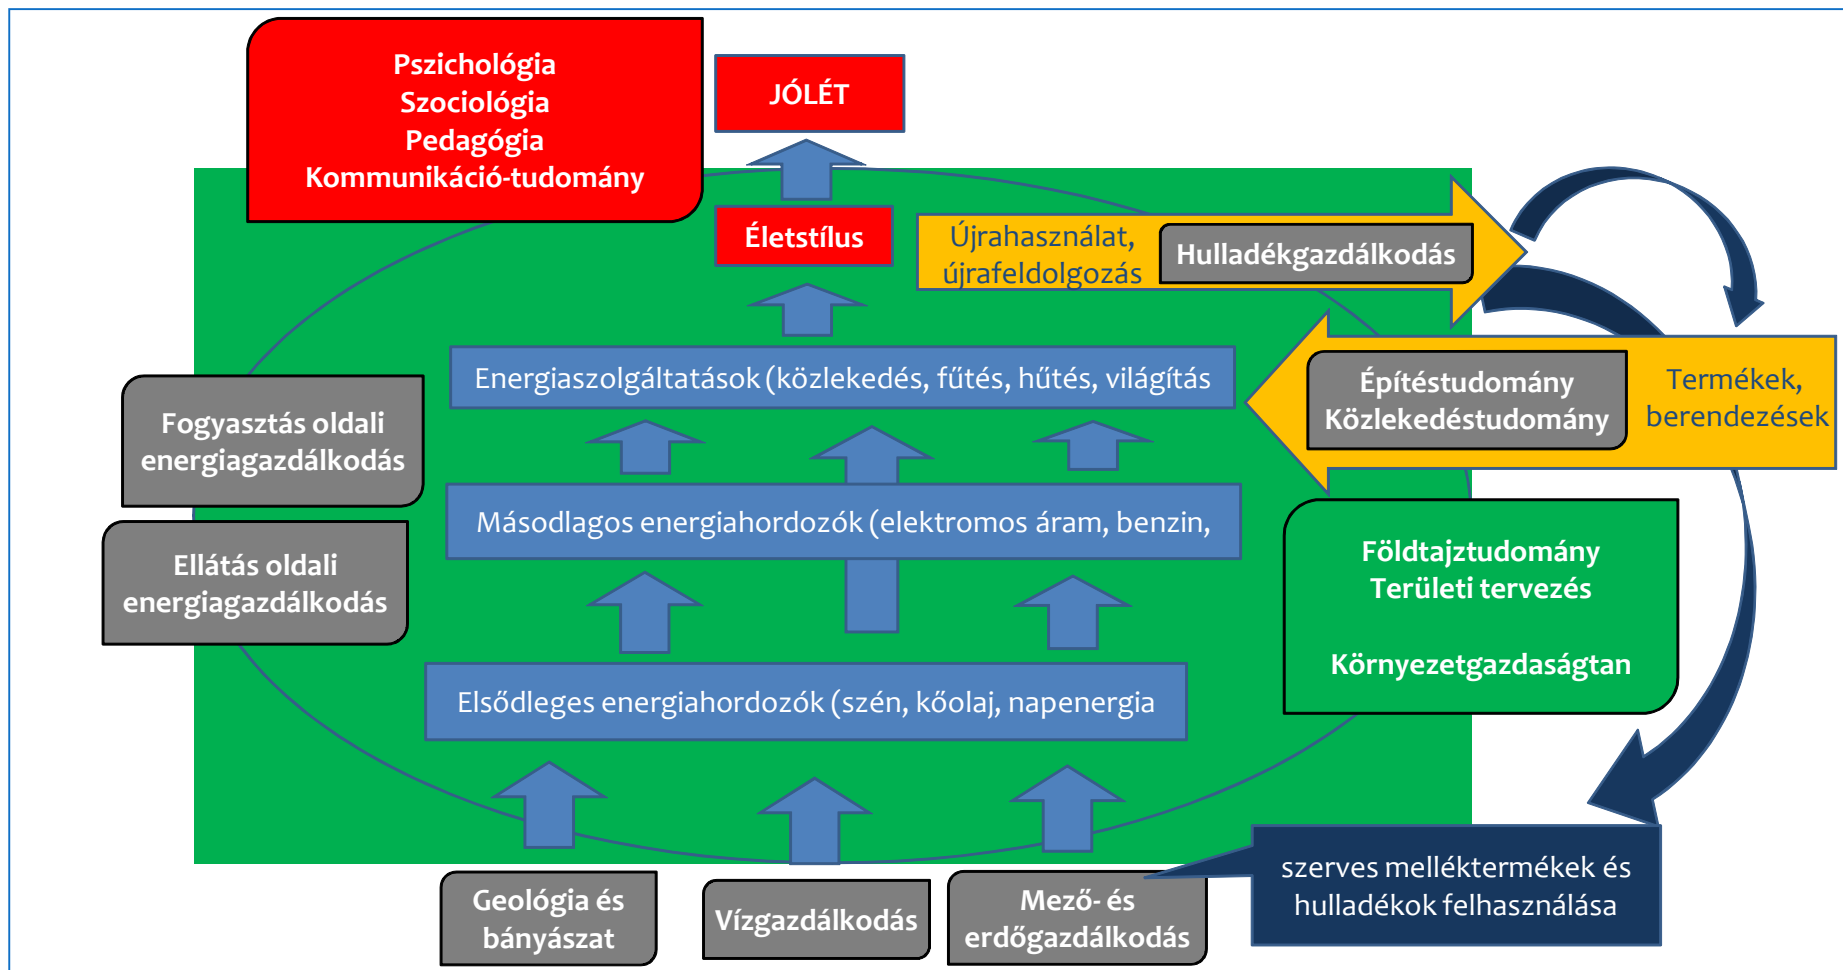 Pszichológia
Szociológia
Pedagógia
Kommunikáció-tudomány
JÓLÉT
Életstílus
Újrahasználat,
újrafeldolgozás
Hulladékgazdálkodás
Energiaszolgáltatások (közlekedés, fűtés, hűtés, világítás
Építéstudomány
Közlekedéstudomány
Termékek,
berendezések
Fogyasztás oldali
energiagazdálkodás
Másodlagos energiahordozók (elektromos áram, benzin,
Ellátás oldali
energiagazdálkodás
Földtajztudomány
Területi tervezés
Környezetgazdaságtan
Elsődleges energiahordozók (szén, kőolaj, napenergia
Geológia és
bányászat
Vízgazdálkodás
Mező- és
erdőgazdálkodás
szerves melléktermékek és
hulladékok felhasználása